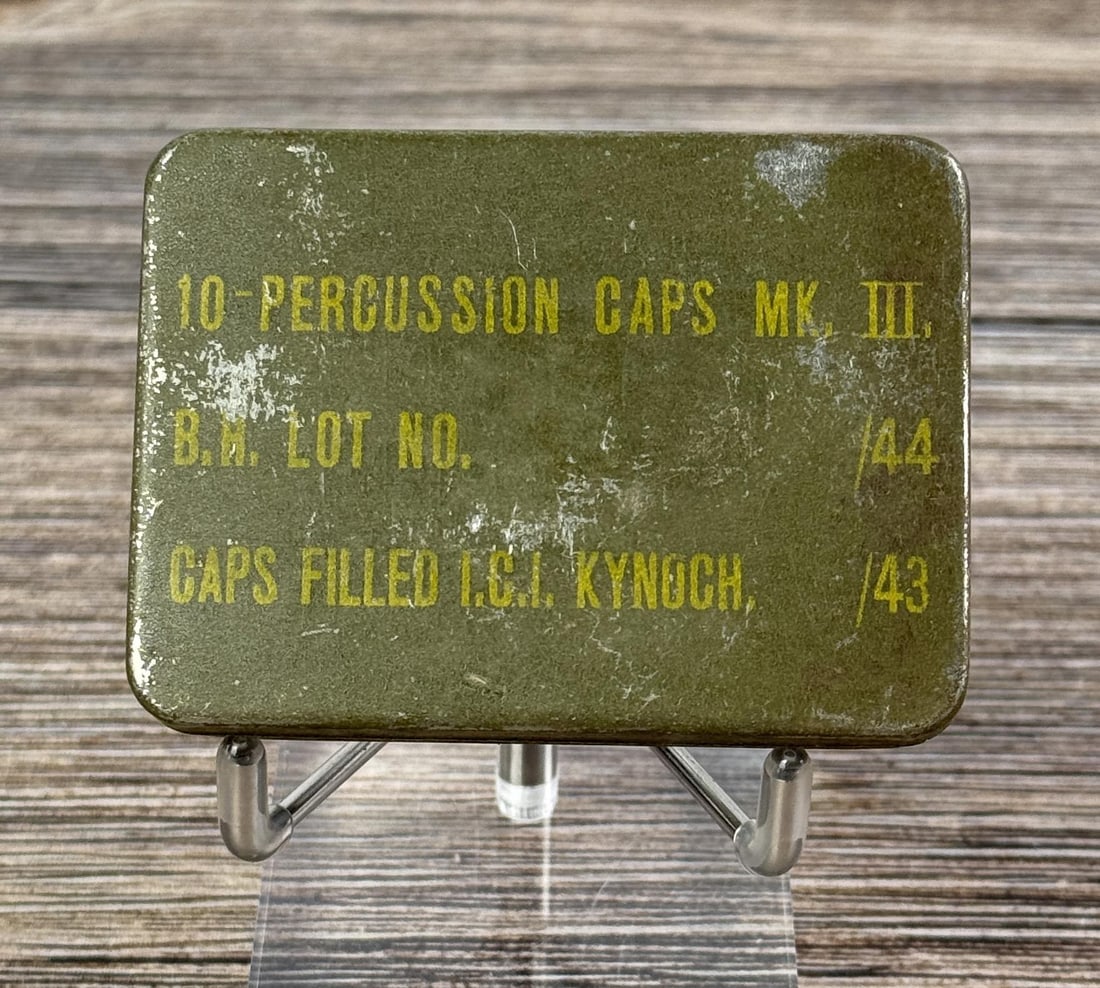 10-PERCUSSION CAPS MK. III.
B.H. LOT NO. /44
CAPS FILLED I.C.I. KYNOCH, /43